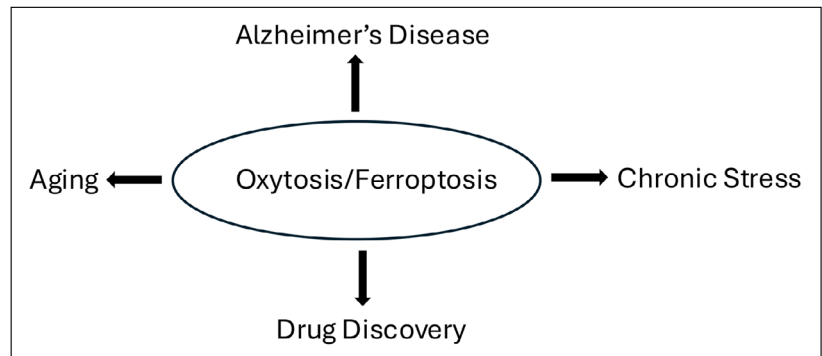 Alzheimer’s Disease
Aging
Oxytosis/Ferroptosis
Chronic Stress
Drug Discovery